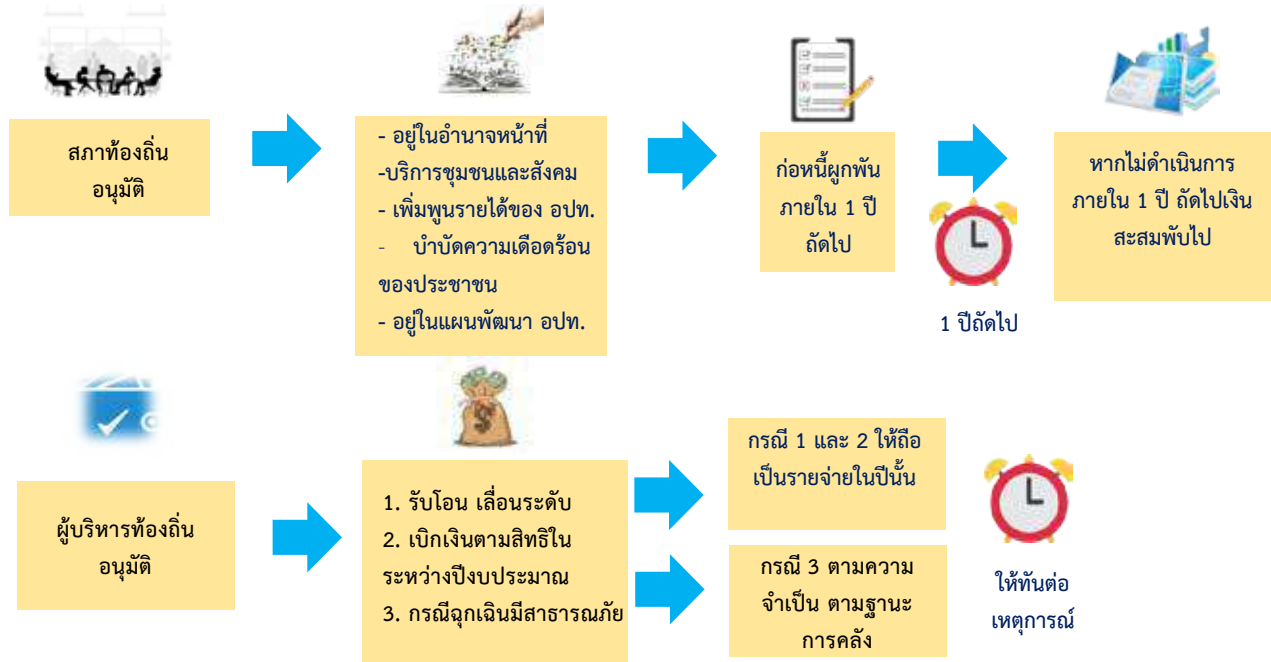 สภาท้องถิ่น
อนุมัติ
- อยู่ในอำนาจหน้าที่
-บริการชุมชนและสังคม
- เพิ่มพูนรายได้ของ อปท.
- บำบัดความเดือดร้อน
ของประชาชน
- อยู่ในแผนพัฒนา อปท.
ก่อหนี้ผูกพัน
ภายใน 1 ปี
ถัดไป
1 ปีถัดไป
หากไม่ดำเนินการ
ภายใน 1 ปี ถัดไปเงิน
สะสมพับไป
ผู้บริหารท้องถิ่น
อนุมัติ
1. รับโอน เลื่อนระดับ
2. เบิกเงินตามสิทธิใน
ระหว่างปีงบประมาณ
3. กรณีฉุกเฉินมีสาธารณภัย
กรณี 1 และ 2 ให้ถือ
เป็นรายจ่ายในปีนั้น
กรณี 3 ตามความ
จำเป็น ตามฐานะ
การคลัง
ให้ทันต่อ
เหตุการณ์